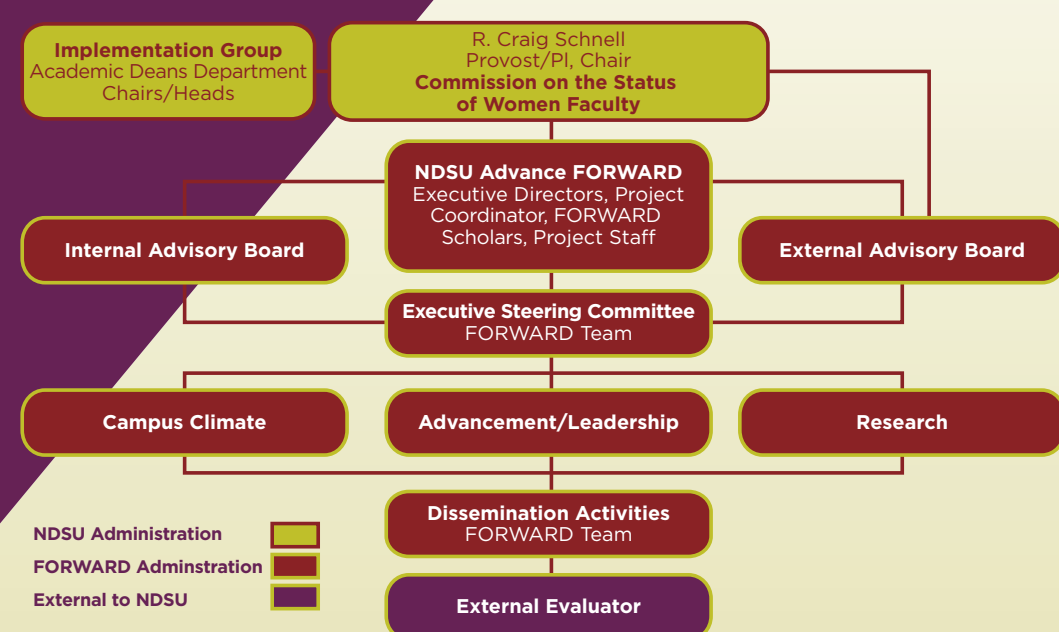 Implementation Group
Academic Deans Department
Chairs/Heads
R. Craig Schnell
Provost/PI, Chair
Commission on the Status
of Women Faculty
NDSU Advance FORWARD
Executive Directors, Project
Coordinator, FORWARD
Scholars, Project Staff
Internal Advisory Board
External Advisory Board
Executive Steering Committee
FORWARD Team
Campus Climate
Advancement/Leadership
Research
Dissemination Activities
FORWARD Team
NDSU Administration
FORWARD Adminstration
External to NDSU
External Evaluator